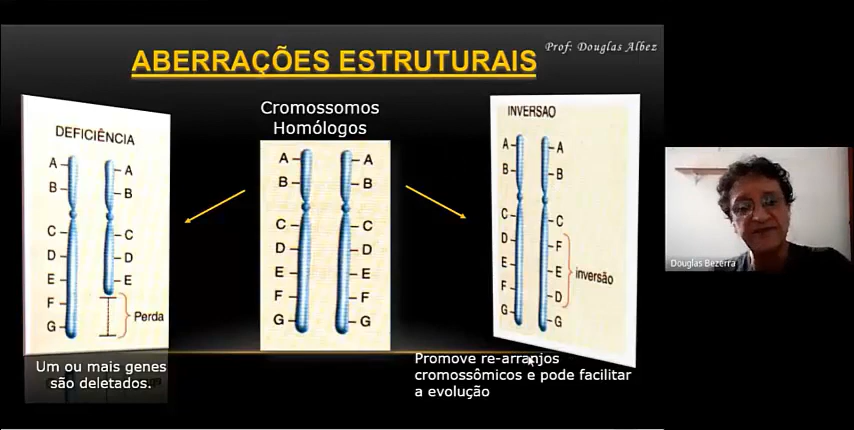 Prof: Douglas Albez
ABERRAÇÕES ESTRUTURAIS
DEFICIÊNCIA
A A
B B
C C
D D
E E
F
G
Perda
Um ou mais genes
são deletados.
Cromossomos
Homólogos
A A
B B
C C
D D
E E
F F
G G
INVERSÃO
A A
B B
C C
D F
E E
F D
G G
inversão
Promove re-arranjos
cromossômicos e pode facilitar
a evolução
Douglas Bezerra